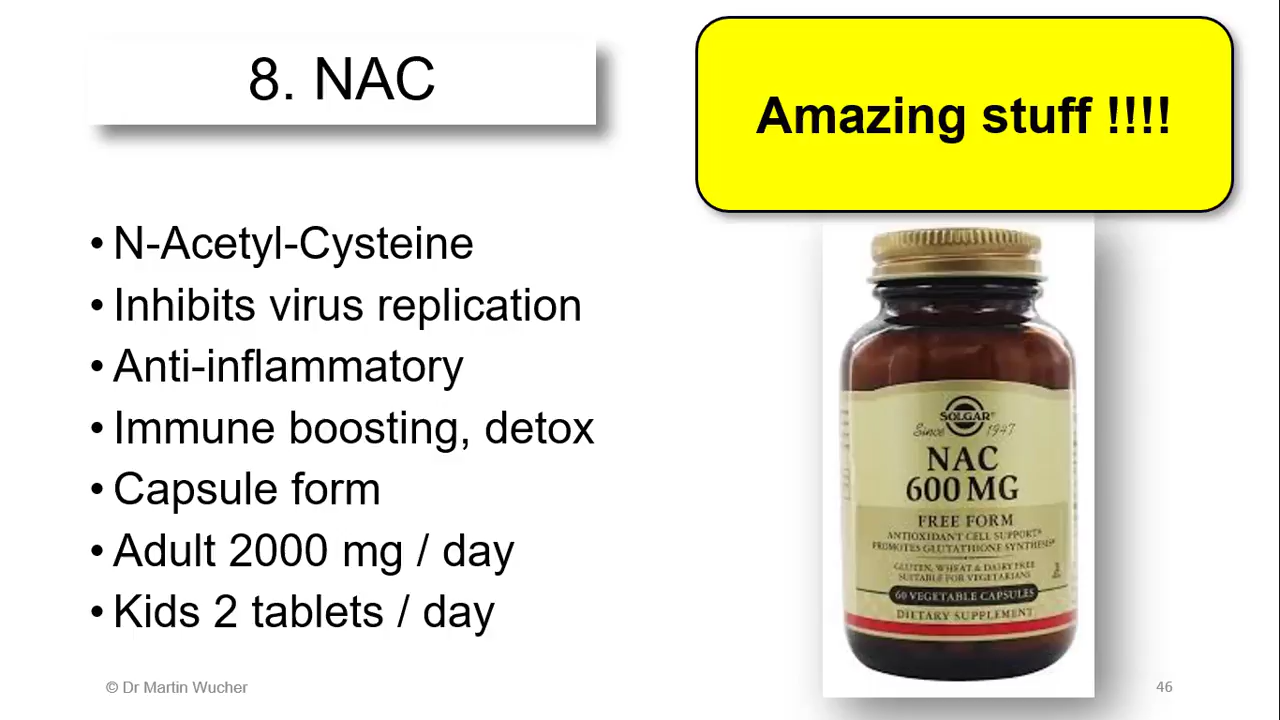 8. NAC
Amazing stuff !!!!
• N-Acetyl-Cysteine
• Inhibits virus replication
• Anti-inflammatory
• Immune boosting, detox
• Capsule form
• Adult 2000 mg / day
• Kids 2 tablets / day
SOLGAR®
Since 1947
NAC
600 MG
FREE FORM
ANTIOXIDANT CELL SUPPORT*
PROMOTES GLUTATHIONE SYNTHESIS*
GLUTEN, WHEAT & DAIRY FREE
SUITABLE FOR VEGETARIANS
60 VEGETABLE CAPSULES
DIETARY SUPPLEMENT
© Dr Martin Wucher
46